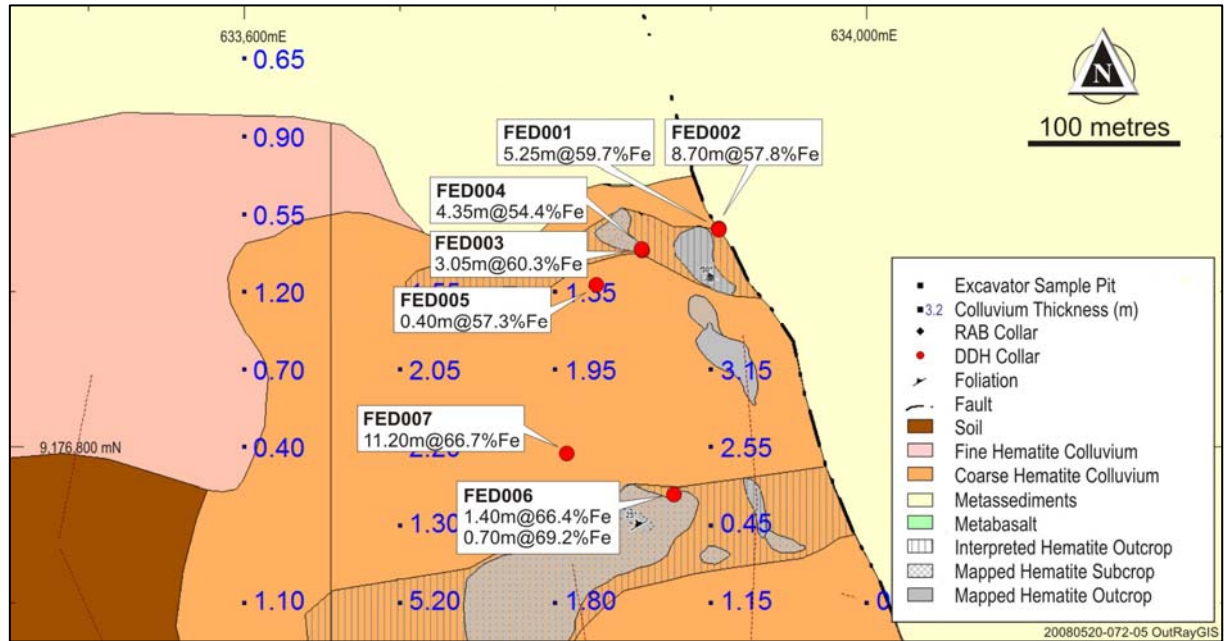 633,600mE 634,000mE
0.65
N
100 metres
0.90
FED001
5.25m@59.7%Fe
FED002
8.70m@57.8%Fe
FED004
4.35m@54.4%Fe
0.55
FED003
3.05m@60.3%Fe
1.20 1.35
FED005
0.40m@57.3%Fe
0.70 2.05 1.95 3.15
FED007
11.20m@66.7%Fe
9,176,800 mN 0.40 2.55
FED006
1.40m@66.4%Fe
0.70m@69.2%Fe
1.30 0.45
1.10 5.20 1.80 1.15
Excavator Sample Pit
3.2 Colluvium Thickness (m)
RAB Collar
DDH Collar
Foliation
Fault
Soil
Fine Hematite Colluvium
Coarse Hematite Colluvium
Metassediments
Metabasalt
Interpreted Hematite Outcrop
Mapped Hematite Subcrop
Mapped Hematite Outcrop
20080520-072-05 OutRayGIS